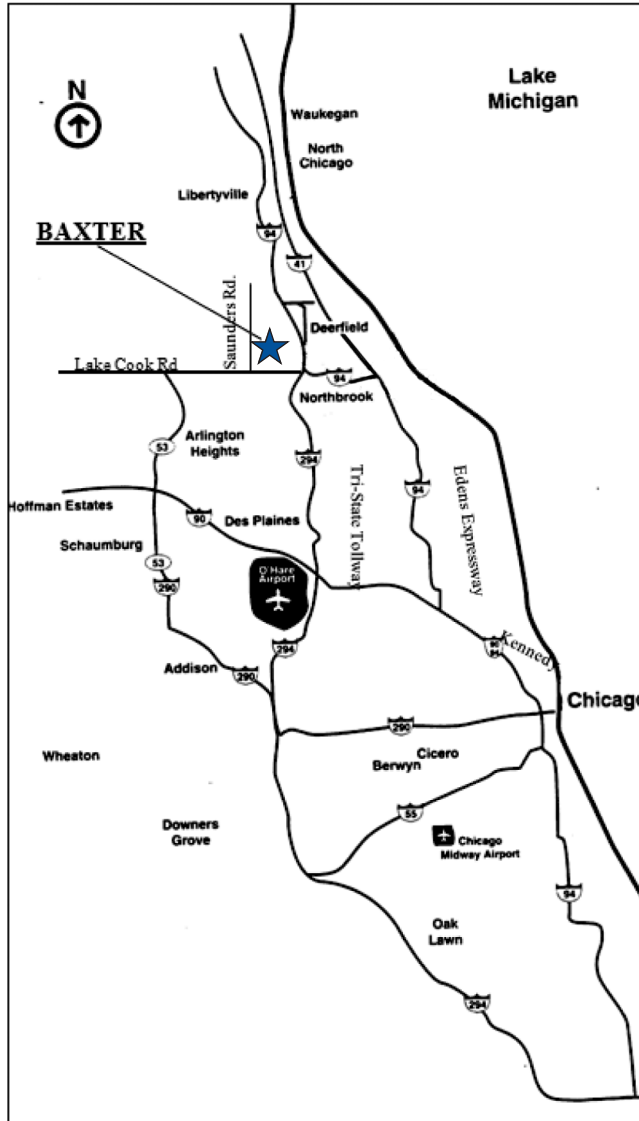 Lake
Michigan
N
Waukegan
North
Chicago
Libertyville
BAXTER
94
41
Saunders Rd.
Deerfield
Lake Cook Rd
94
Northbrook
Arlington
Heights
53
294
Tri-State Tollway
94
Edens Expressway
Hoffman Estates
90
Des Plaines
Schaumburg
53
290
O'Hare
Airport
90
94
Kennedy
294
Addison
290
Chicago
290
Cicero
Berwyn
Wheaton
55
Downers
Grove
Chicago
Midway Airport
94
Oak
Lawn
294